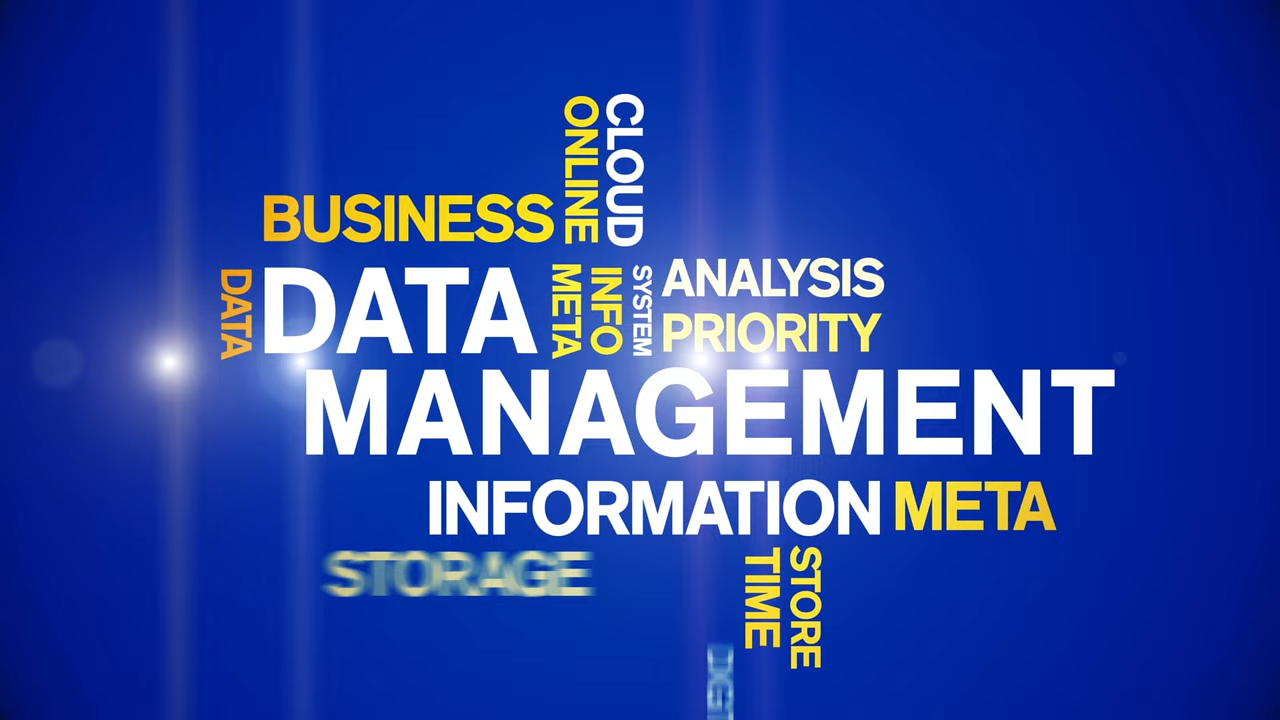 ONLINE
CLOUD
BUSINESS
DATA
DATA
META
INFO
SYSTEM
ANALYSIS
PRIORITY
MANAGEMENT
INFORMATION
META
STORAGE
TIME
STORE